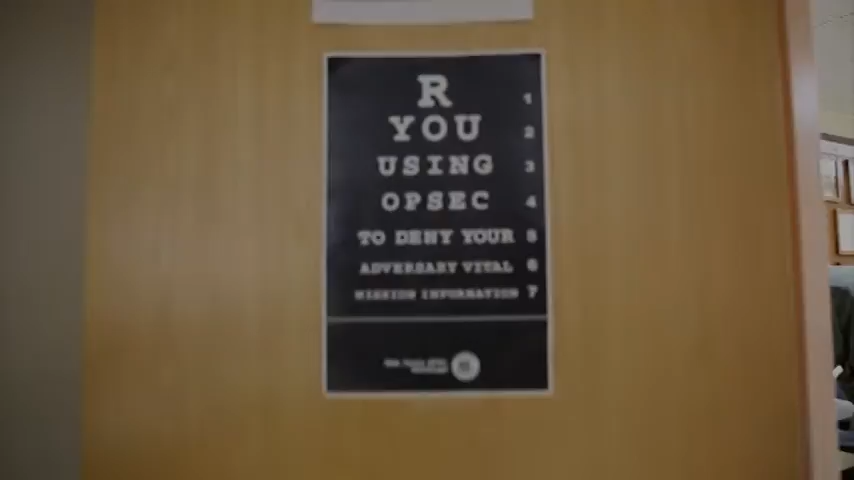 R 1
YOU 2
USING 3
OPSEC 4
TO DENY YOUR 5
ADVERSARY VITAL 6
MISSION INFORMATION 7